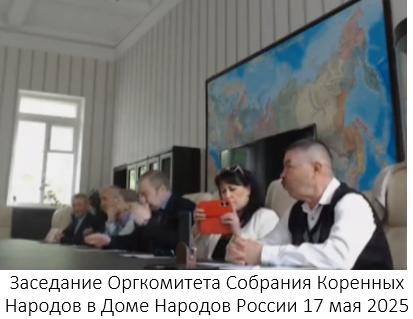 Заседание Оргкомитета Собрания Коренных
Народов в Доме Народов России 17 мая 2025